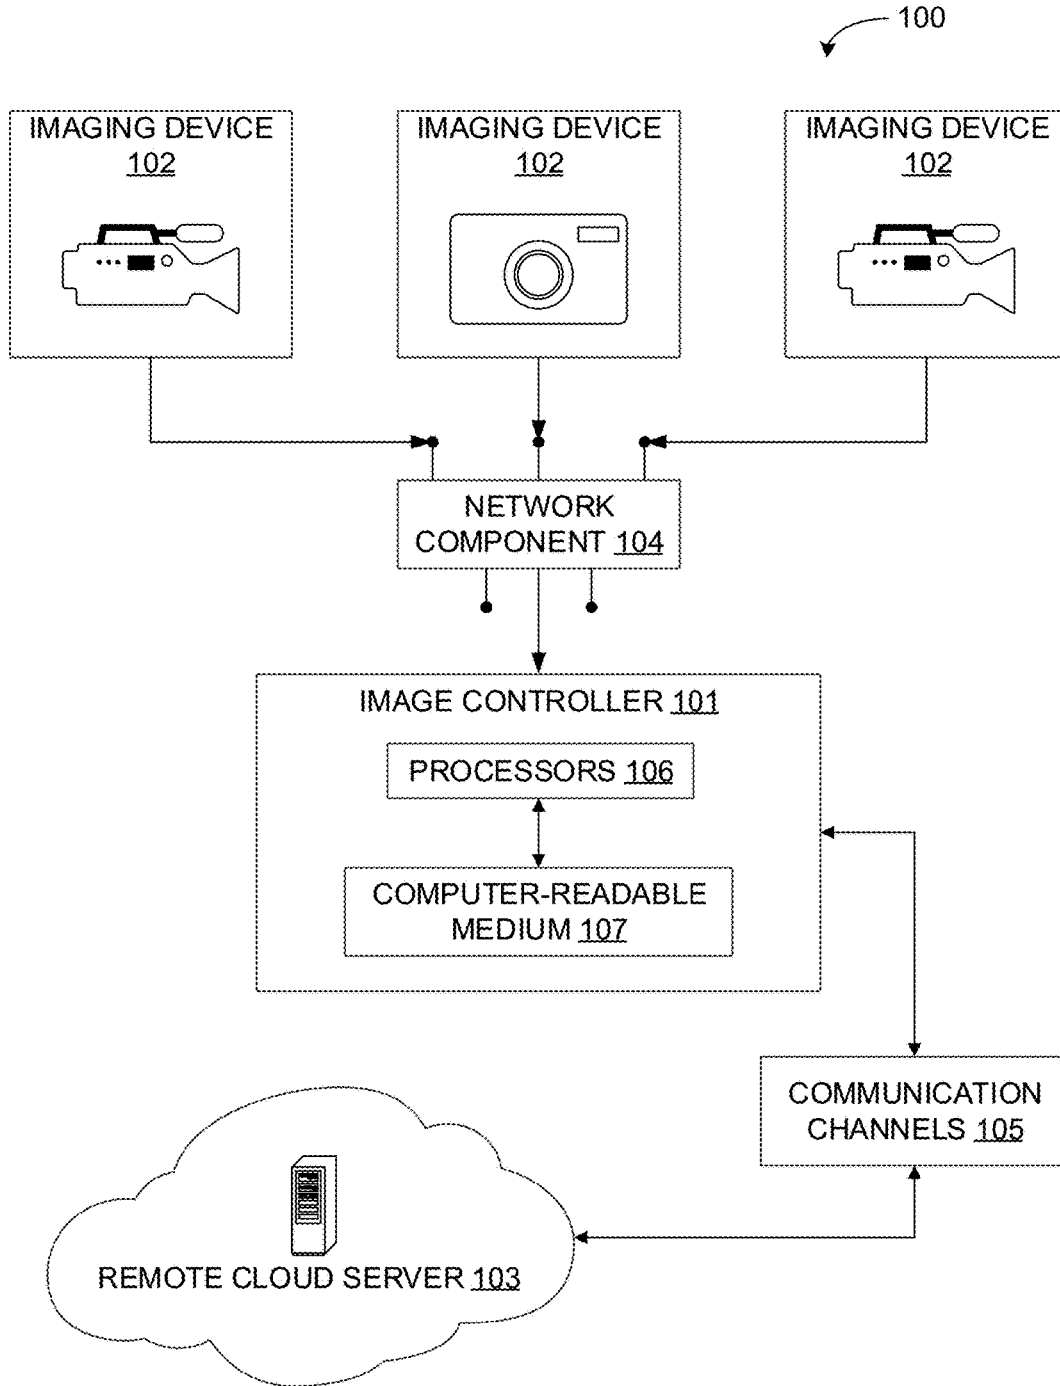 100
IMAGING DEVICE
102
IMAGING DEVICE
102
IMAGING DEVICE
102
NETWORK
COMPONENT 104
IMAGE CONTROLLER 101
PROCESSORS 106
COMPUTER-READABLE
MEDIUM 107
COMMUNICATION
CHANNELS 105
REMOTE CLOUD SERVER 103